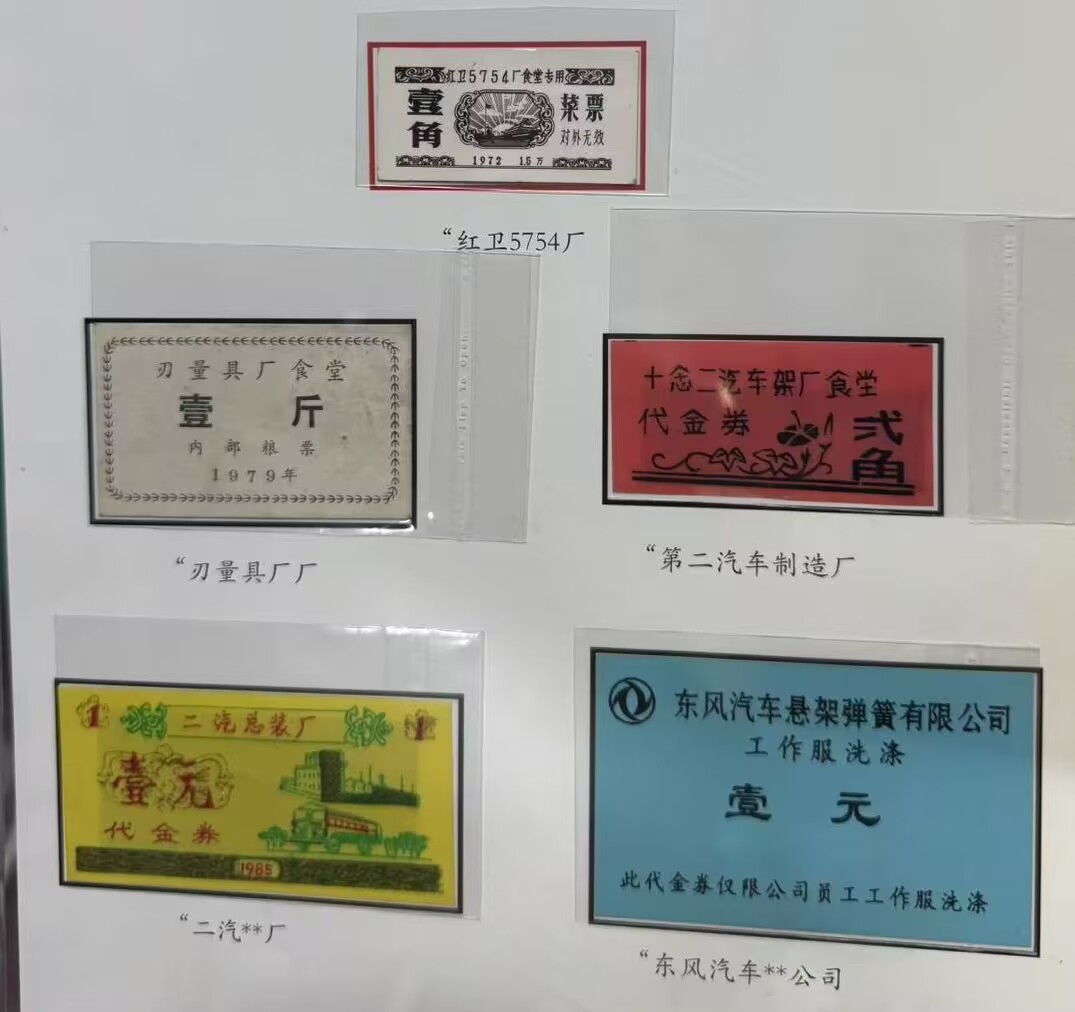 红卫5754厂食堂专用
壹角
菜票
对外无效
1972 15万
“红卫5754厂
刃量具厂食堂
壹斤
内部粮票
1979年
“刃量具厂厂
十念二汽车架厂食堂
代金券
弍角
“第二汽车制造厂
1 二汽总装厂 1
壹元
代金券
1985
“二汽**厂
东风汽车悬架弹簧有限公司
工作服洗涤
壹元
此代金券仅限公司员工工作服洗涤
“东风汽车**公司